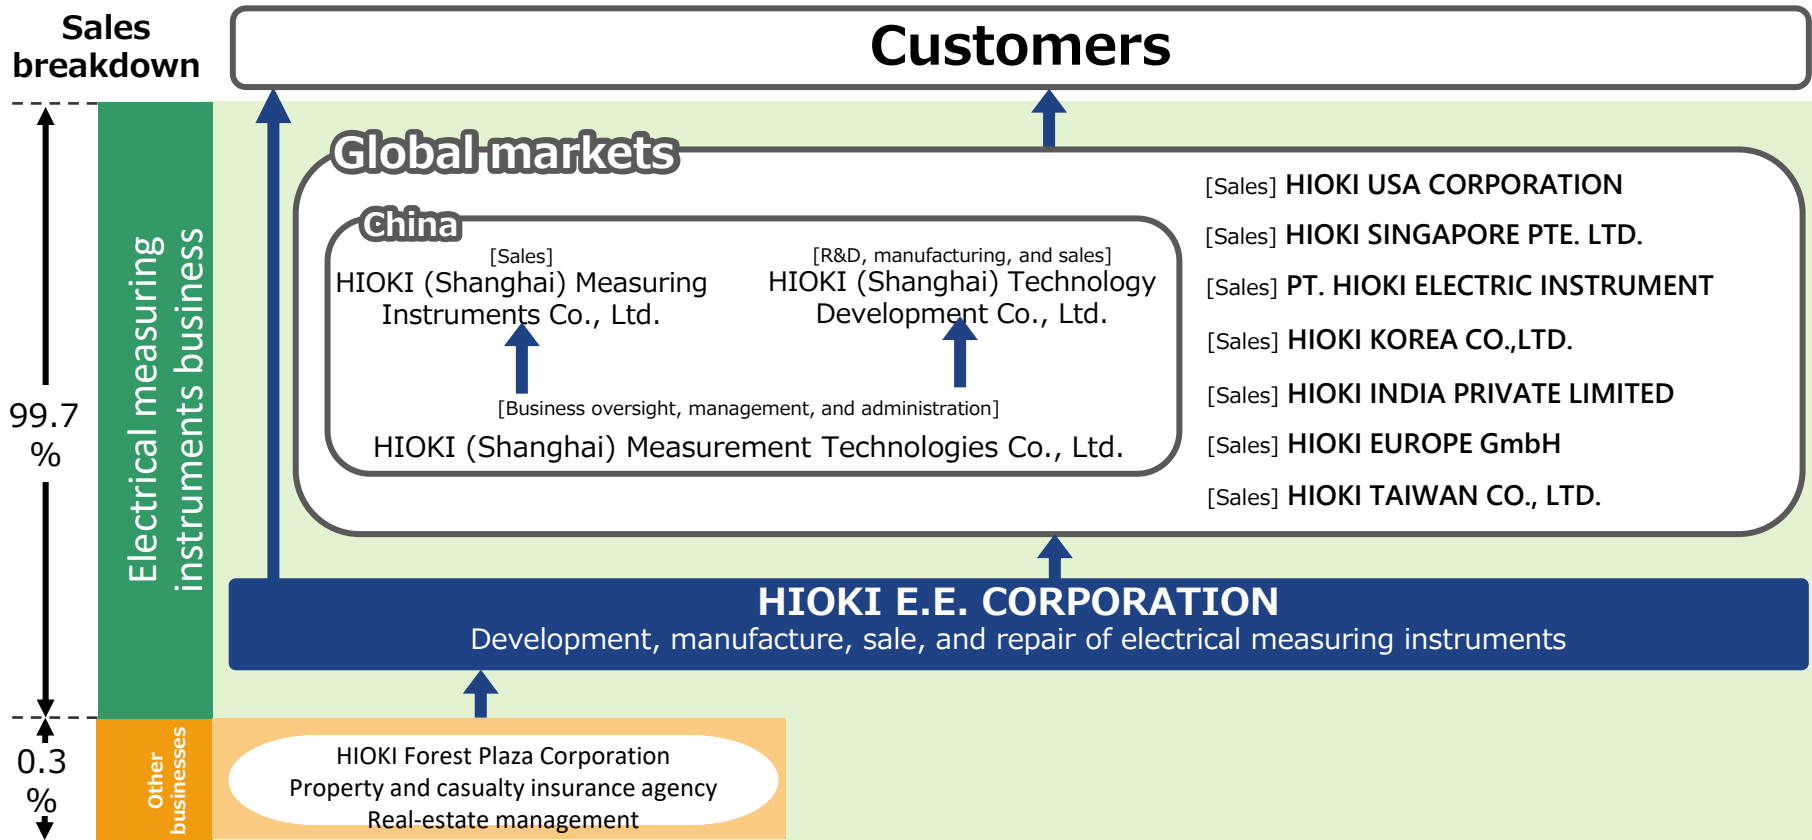 Sales
breakdown
Customers
Global markets
China
[Sales]
HIOKI (Shanghai) Measuring
Instruments Co., Ltd.
[R&D, manufacturing, and sales]
HIOKI (Shanghai) Technology
Development Co., Ltd.
[Business oversight, management, and administration]
HIOKI (Shanghai) Measurement Technologies Co., Ltd.
[Sales] HIOKI USA CORPORATION
[Sales] HIOKI SINGAPORE PTE. LTD.
[Sales] PT. HIOKI ELECTRIC INSTRUMENT
[Sales] HIOKI KOREA CO.,LTD.
[Sales] HIOKI INDIA PRIVATE LIMITED
[Sales] HIOKI EUROPE GmbH
[Sales] HIOKI TAIWAN CO., LTD.
99.7
%
Electrical measuring
instruments business
HIOKI E.E. CORPORATION
Development, manufacture, sale, and repair of electrical measuring instruments
0.3
%
Other
businesses
HIOKI Forest Plaza Corporation
Property and casualty insurance agency
Real-estate management